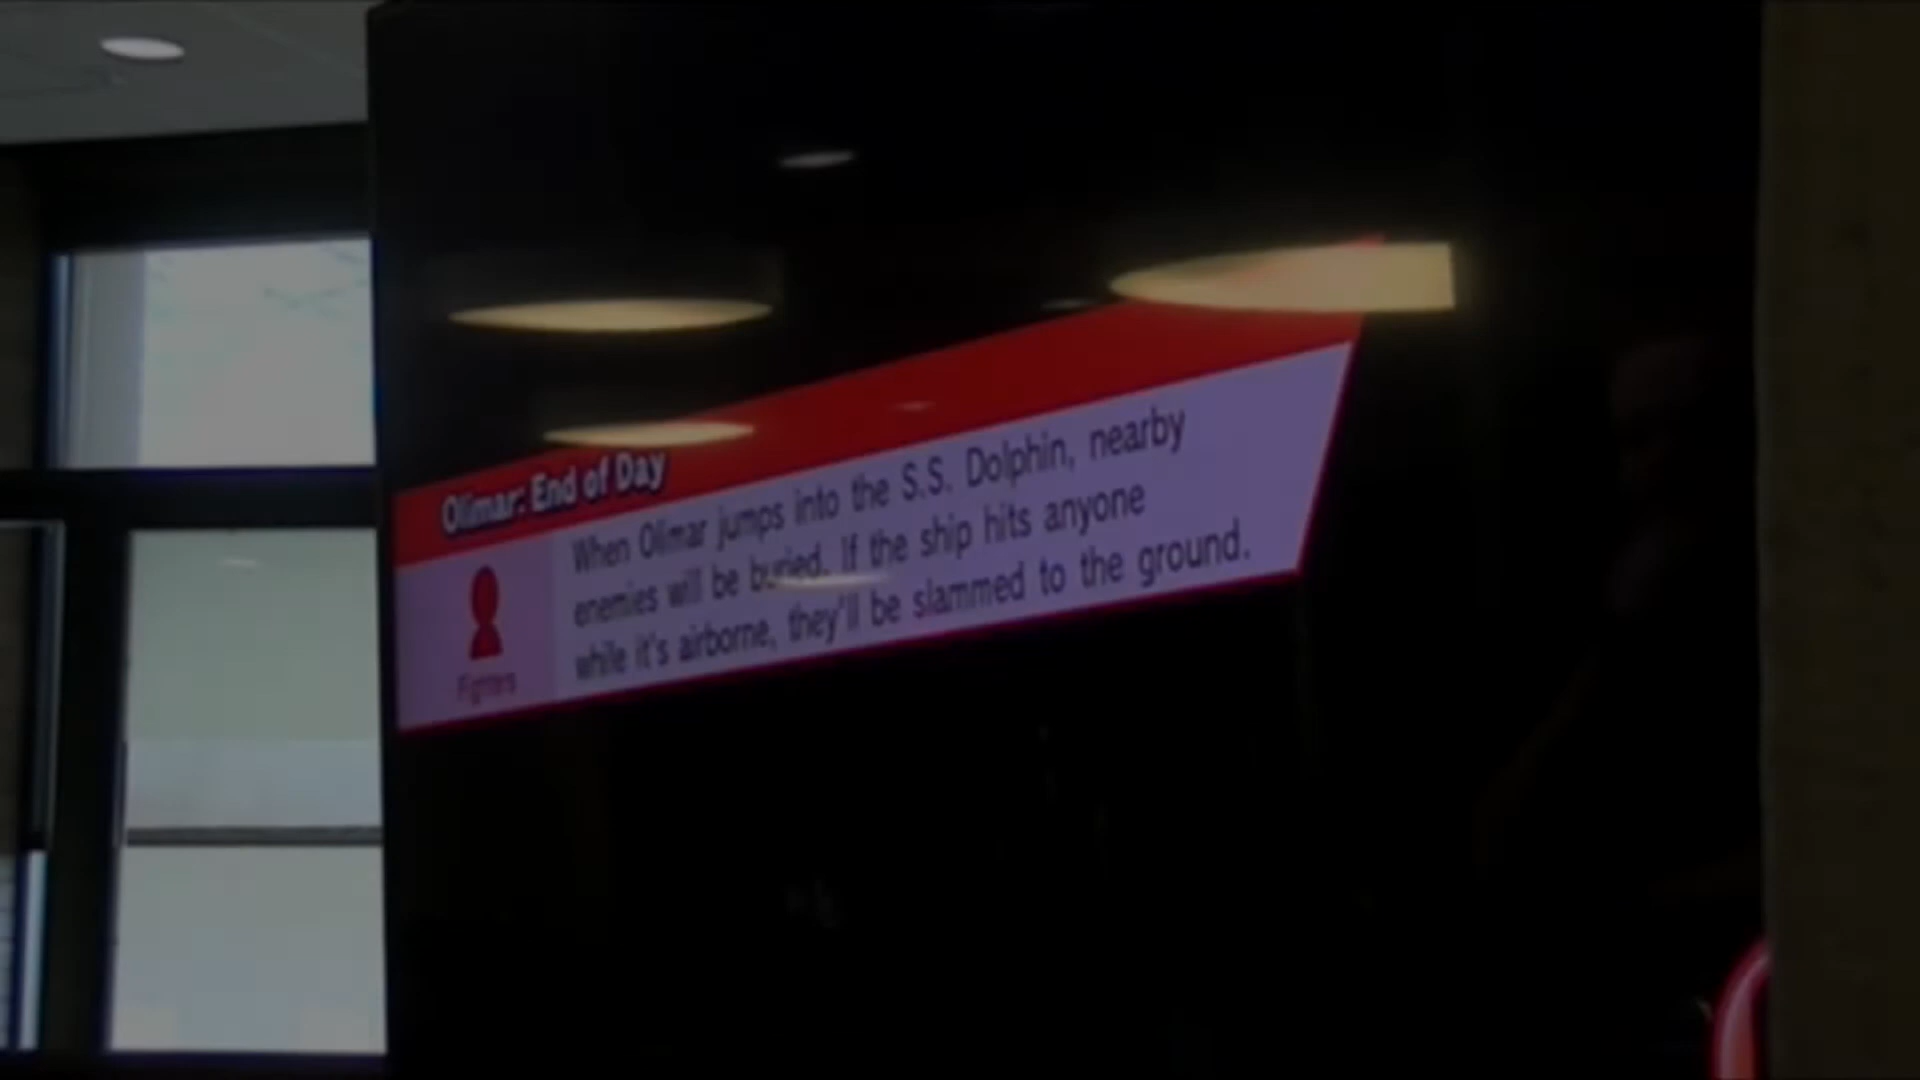 Olimar: End of Day
When Olimar jumps into the S.S. Dolphin, nearby
enemies will be buried. If the ship hits anyone
while it's airborne, they'll be slammed to the ground.
Fighters